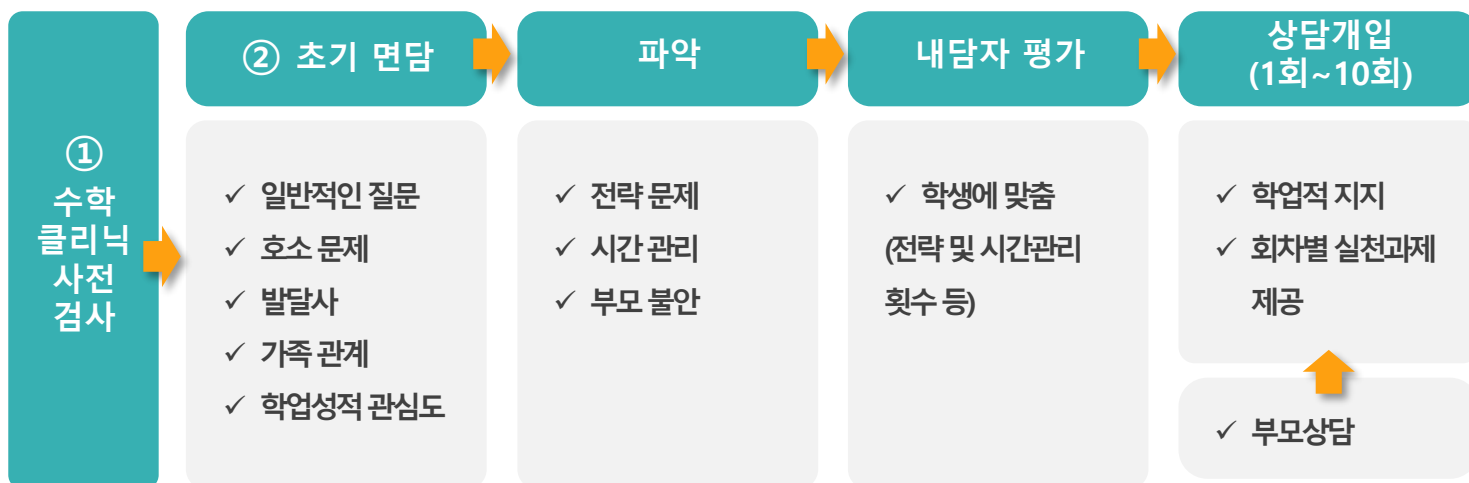 ①
수학
클리닉
사전
검사
② 초기 면담
✓ 일반적인 질문
✓ 호소 문제
✓ 발달사
✓ 가족 관계
✓ 학업성적 관심도
파악
✓ 전략 문제
✓ 시간 관리
✓ 부모 불안
내담자 평가
✓ 학생에 맞춤
(전략 및 시간관리
횟수 등)
상담개입
(1회~10회)
✓ 학업적 지지
✓ 회차별 실천과제
제공
✓ 부모상담